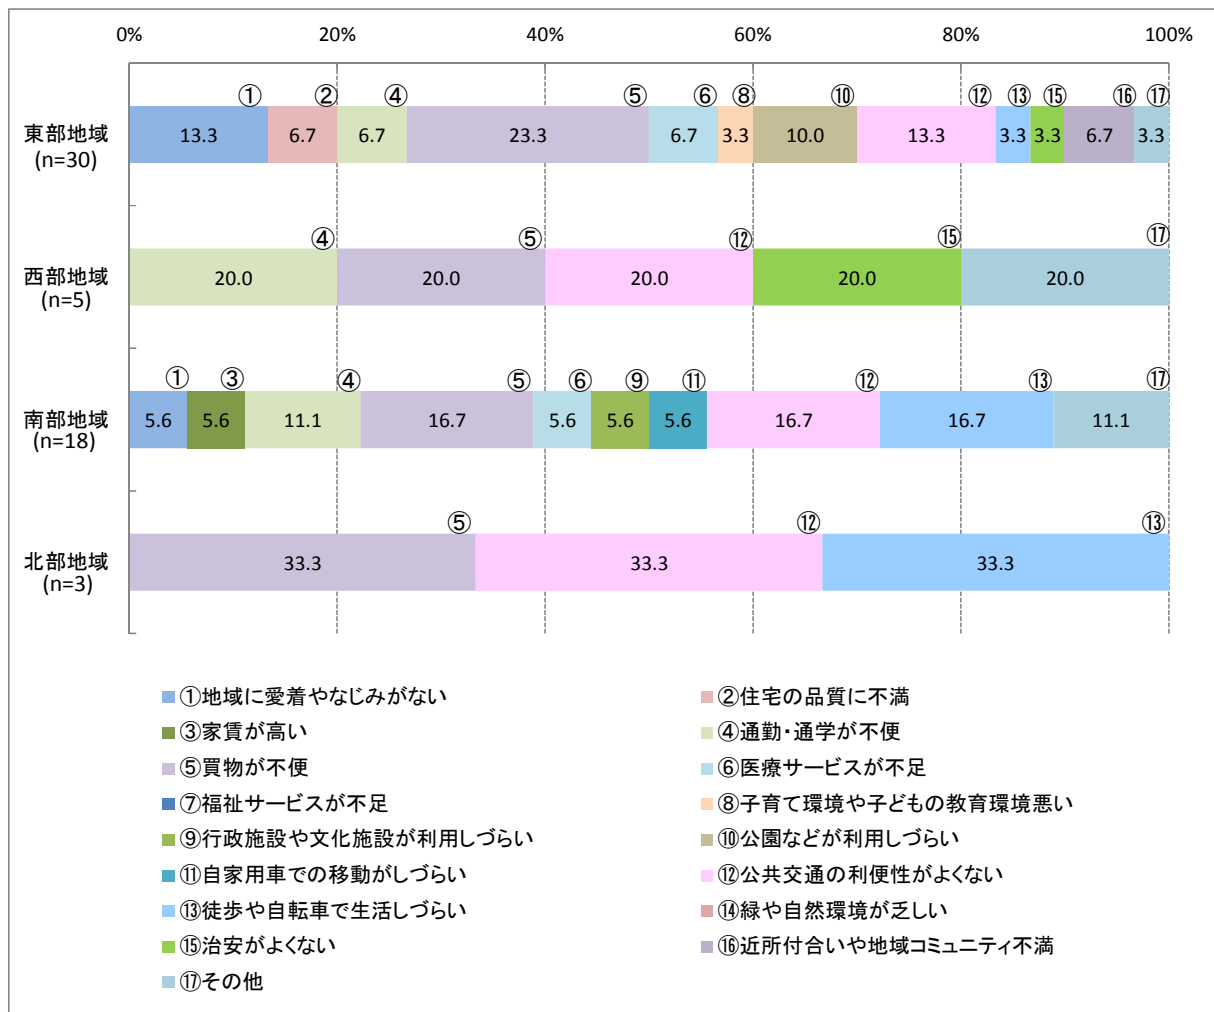 0% 20% 40% 60% 80% 100%
① ② ④ ⑤ ⑥ ⑧ ⑩ ⑫ ⑬ ⑮ ⑯ ⑰
東部地域
(n=30)
13.3 6.7 6.7 23.3 6.7 3.3 10.0 13.3 3.3 3.3 6.7 3.3
④ ⑤ ⑫ ⑮ ⑰
西部地域
(n=5)
20.0 20.0 20.0 20.0 20.0
① ③ ④ ⑤ ⑥ ⑨ ⑪ ⑫ ⑬ ⑰
南部地域
(n=18)
5.6 5.6 11.1 16.7 5.6 5.6 5.6 16.7 16.7 11.1
⑤ ⑫ ⑬
北部地域
(n=3)
33.3 33.3 33.3
①地域に愛着やなじみがない
②住宅の品質に不満
③家賃が高い
④通勤・通学が不便
⑤買物が不便
⑥医療サービスが不足
⑦福祉サービスが不足
⑧子育て環境や子どもの教育環境悪い
⑨行政施設や文化施設が利用しづらい
⑩公園などが利用しづらい
⑪自家用車での移動がしづらい
⑫公共交通の利便性がよくない
⑬徒歩や自転車で生活しづらい
⑭緑や自然環境が乏しい
⑮治安がよくない
⑯近所付合いや地域コミュニティ不満
⑰その他